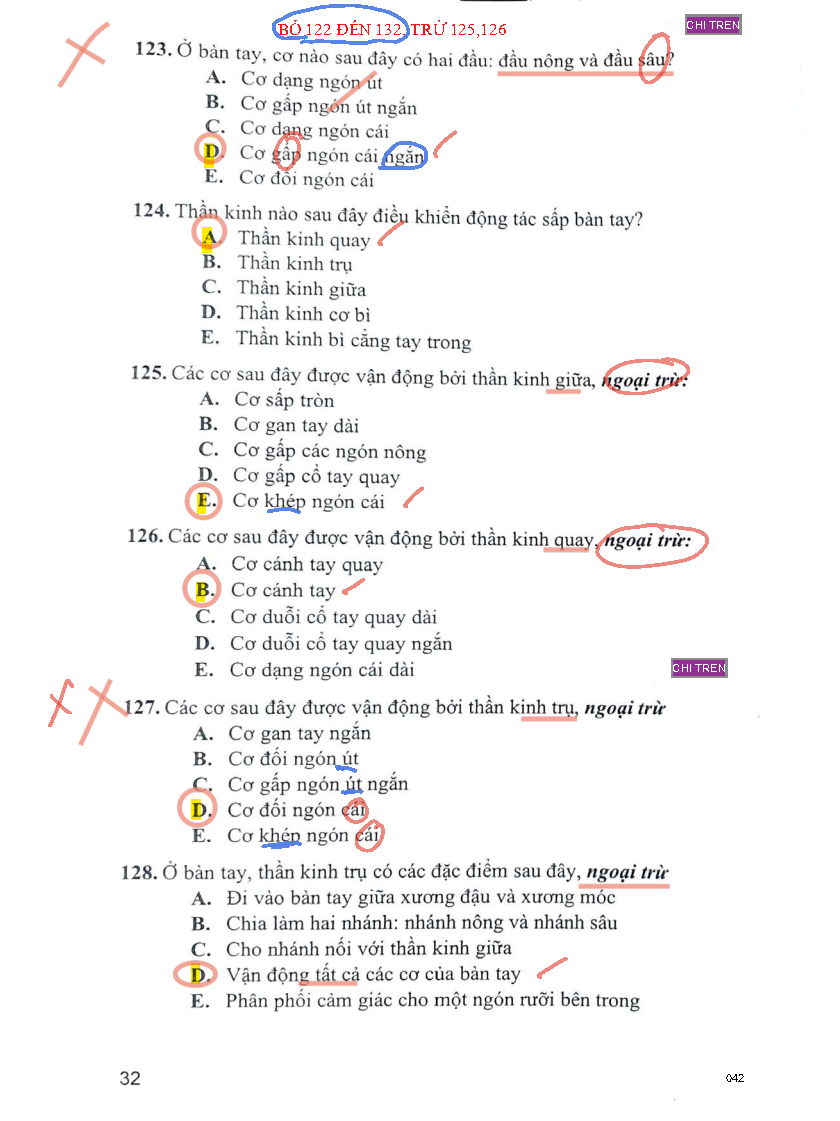 BỎ 122 ĐẾN 132, TRỪ 125,126
CHI TREN
123. Ở bàn tay, cơ nào sau đây có hai đầu: đầu nông và đầu sâu?
A. Cơ dạng ngón út
B. Cơ gấp ngón út ngắn
C. Cơ dạng ngón cái
D. Cơ gấp ngón cái ngắn
E. Cơ đối ngón cái
124. Thần kinh nào sau đây điều khiển động tác sấp bàn tay?
A. Thần kinh quay
B. Thần kinh trụ
C. Thần kinh giữa
D. Thần kinh cơ bì
E. Thần kinh bì cẳng tay trong
125. Các cơ sau đây được vận động bởi thần kinh giữa, ngoại trừ:
A. Cơ sấp tròn
B. Cơ gan tay dài
C. Cơ gấp các ngón nông
D. Cơ gấp cổ tay quay
E. Cơ khép ngón cái
126. Các cơ sau đây được vận động bởi thần kinh quay, ngoại trừ:
A. Cơ cánh tay quay
B. Cơ cánh tay
C. Cơ duỗi cổ tay quay dài
D. Cơ duỗi cổ tay quay ngắn
E. Cơ dạng ngón cái dài
CHI TREN
127. Các cơ sau đây được vận động bởi thần kinh trụ, ngoại trừ
A. Cơ gan tay ngắn
B. Cơ đối ngón út
C. Cơ gấp ngón út ngắn
D. Cơ đối ngón cái
E. Cơ khép ngón cái
128. Ở bàn tay, thần kinh trụ có các đặc điểm sau đây, ngoại trừ
A. Đi vào bàn tay giữa xương đậu và xương móc
B. Chia làm hai nhánh: nhánh nông và nhánh sâu
C. Cho nhánh nối với thần kinh giữa
D. Vận động tất cả các cơ của bàn tay
E. Phân phối cảm giác cho một ngón rưỡi bên trong
32
042